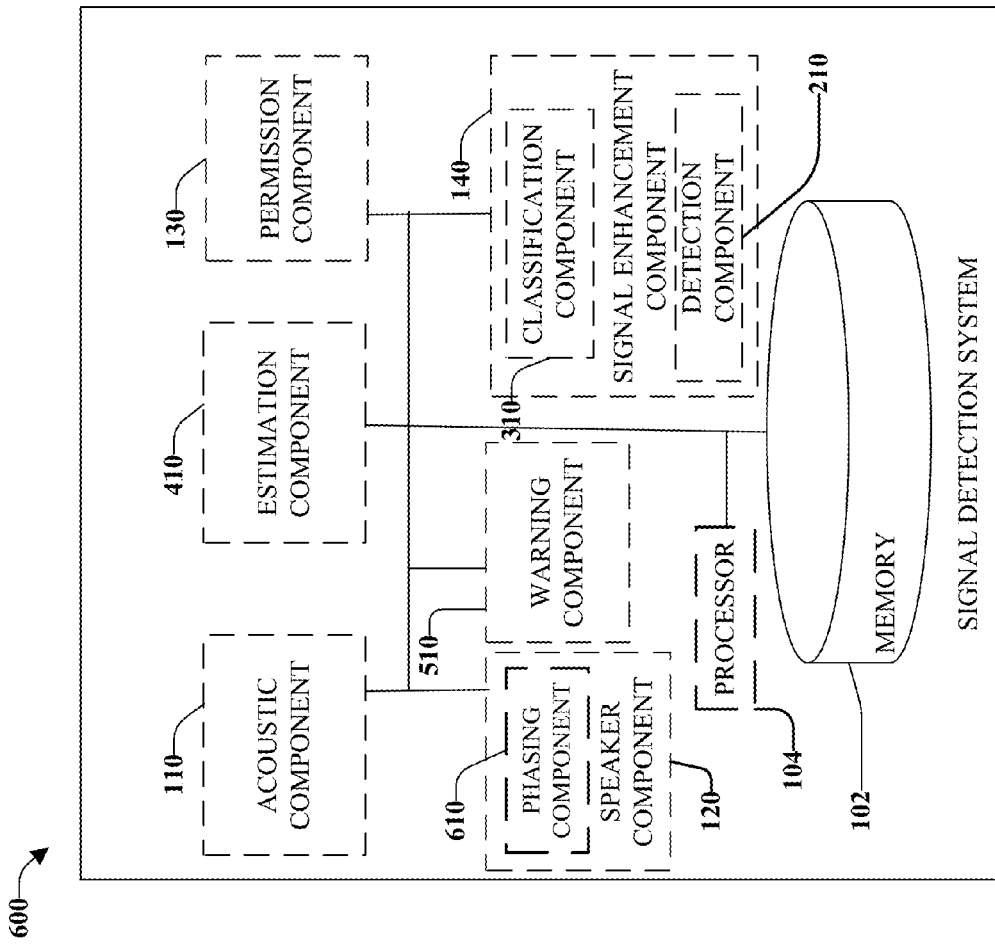 600
110
ACOUSTIC
COMPONENT
410
ESTIMATION
COMPONENT
130
PERMISSION
COMPONENT
610
PHASING
COMPONENT
SPEAKER
COMPONENT
120
510
WARNING
COMPONENT
140
310
CLASSIFICATION
COMPONENT
SIGNAL ENHANCEMENT
COMPONENT
DETECTION
COMPONENT
210
PROCESSOR
104
MEMORY
102
SIGNAL DETECTION SYSTEM